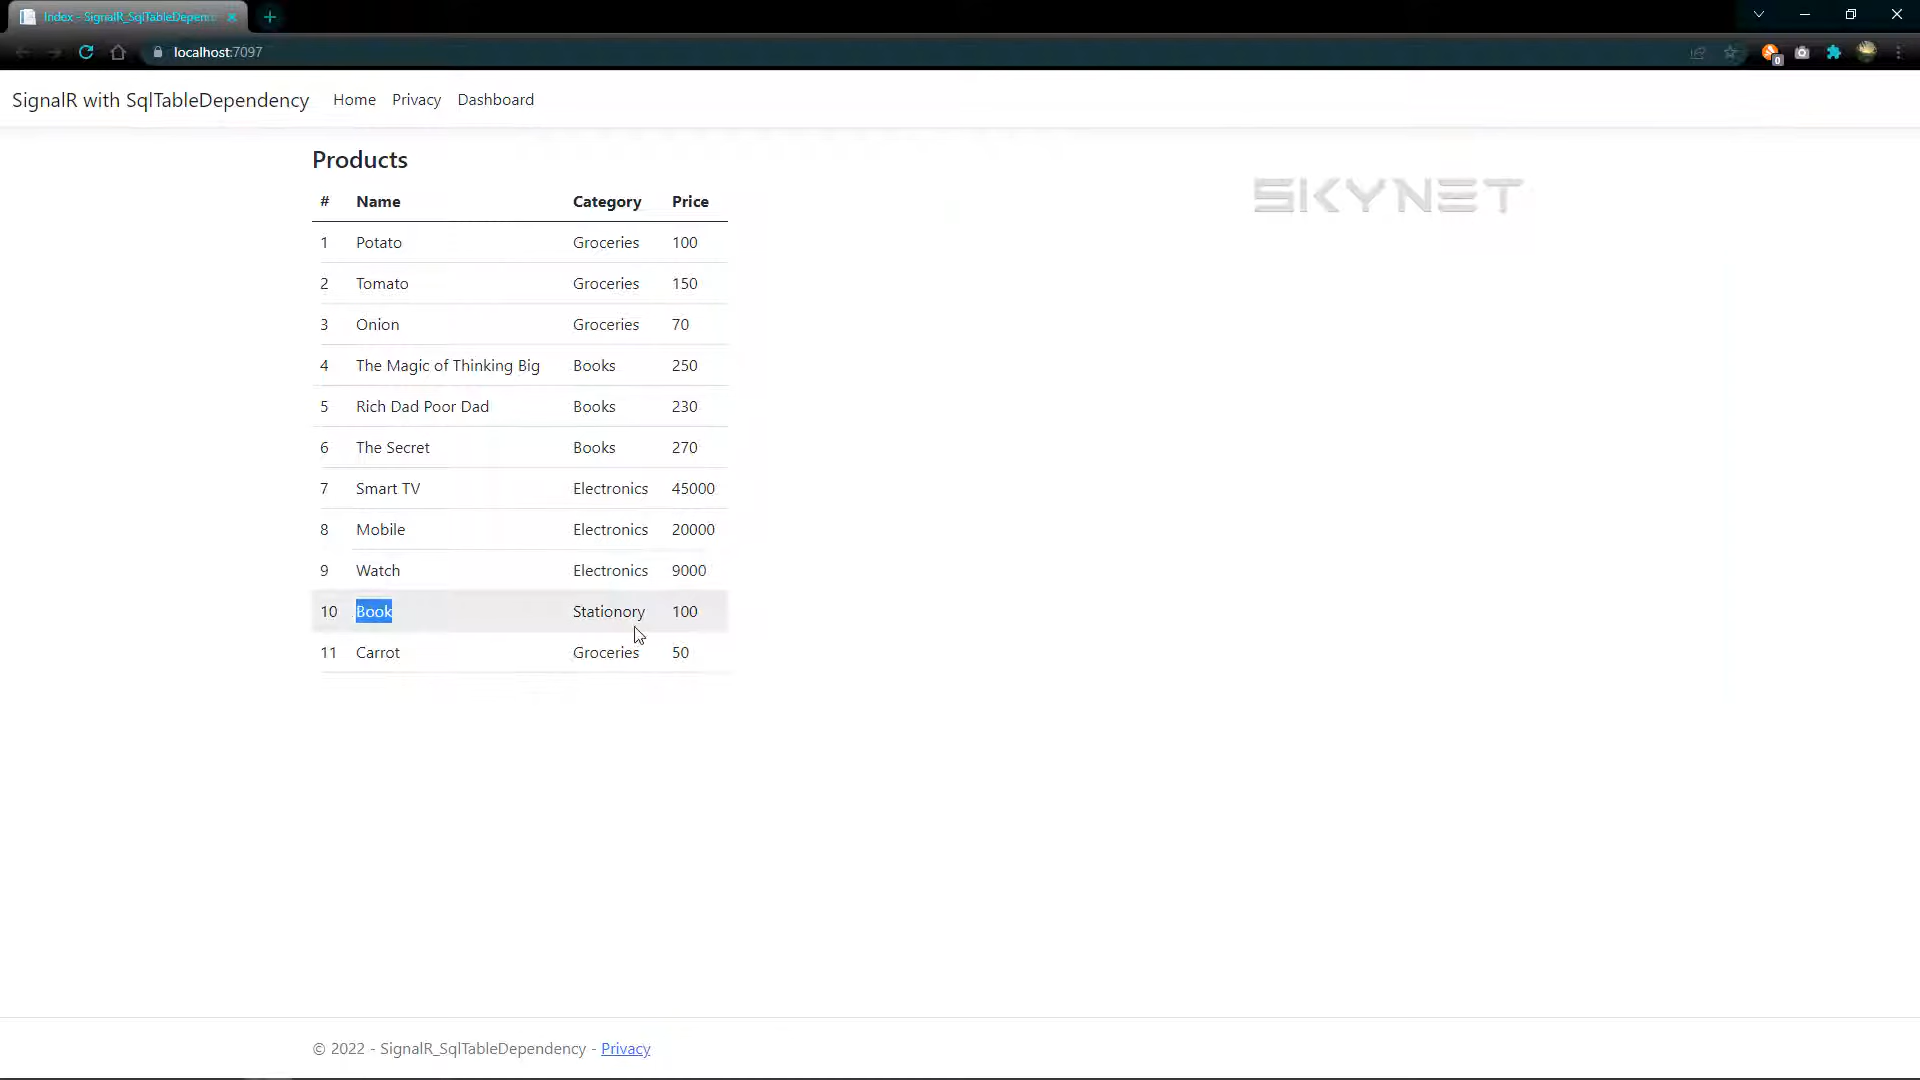 Index - SignalR_SqlTableDepen
localhost:7097
0
SignalR with SqlTableDependency Home Privacy Dashboard
SKYNET
Products
# Name Category Price
1 Potato Groceries 100
2 Tomato Groceries 150
3 Onion Groceries 70
4 The Magic of Thinking Big Books 250
5 Rich Dad Poor Dad Books 230
6 The Secret Books 270
7 Smart TV Electronics 45000
8 Mobile Electronics 20000
9 Watch Electronics 9000
10 Book Stationory 100
11 Carrot Groceries 50
© 2022 - SignalR_SqlTableDependency - Privacy